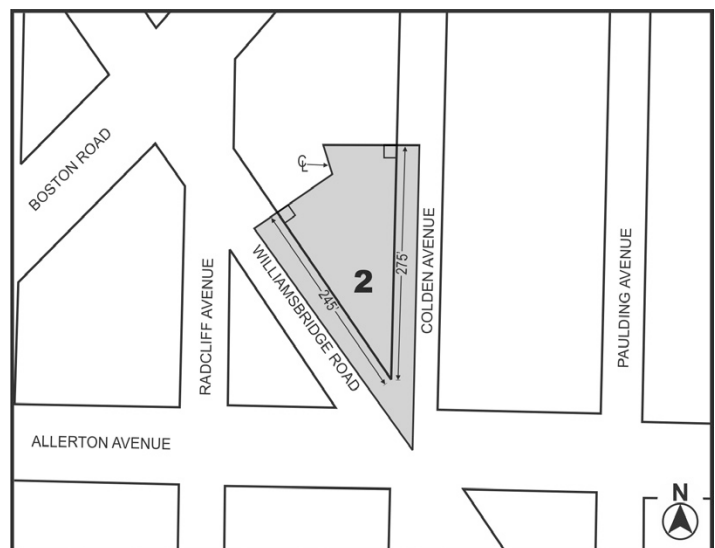 BOSTON ROAD
℄
RADCLIFF AVENUE
WILLIAMSBRIDGE ROAD
245'
2
275'
COLDEN AVENUE
PAULDING AVENUE
ALLERTON AVENUE
N